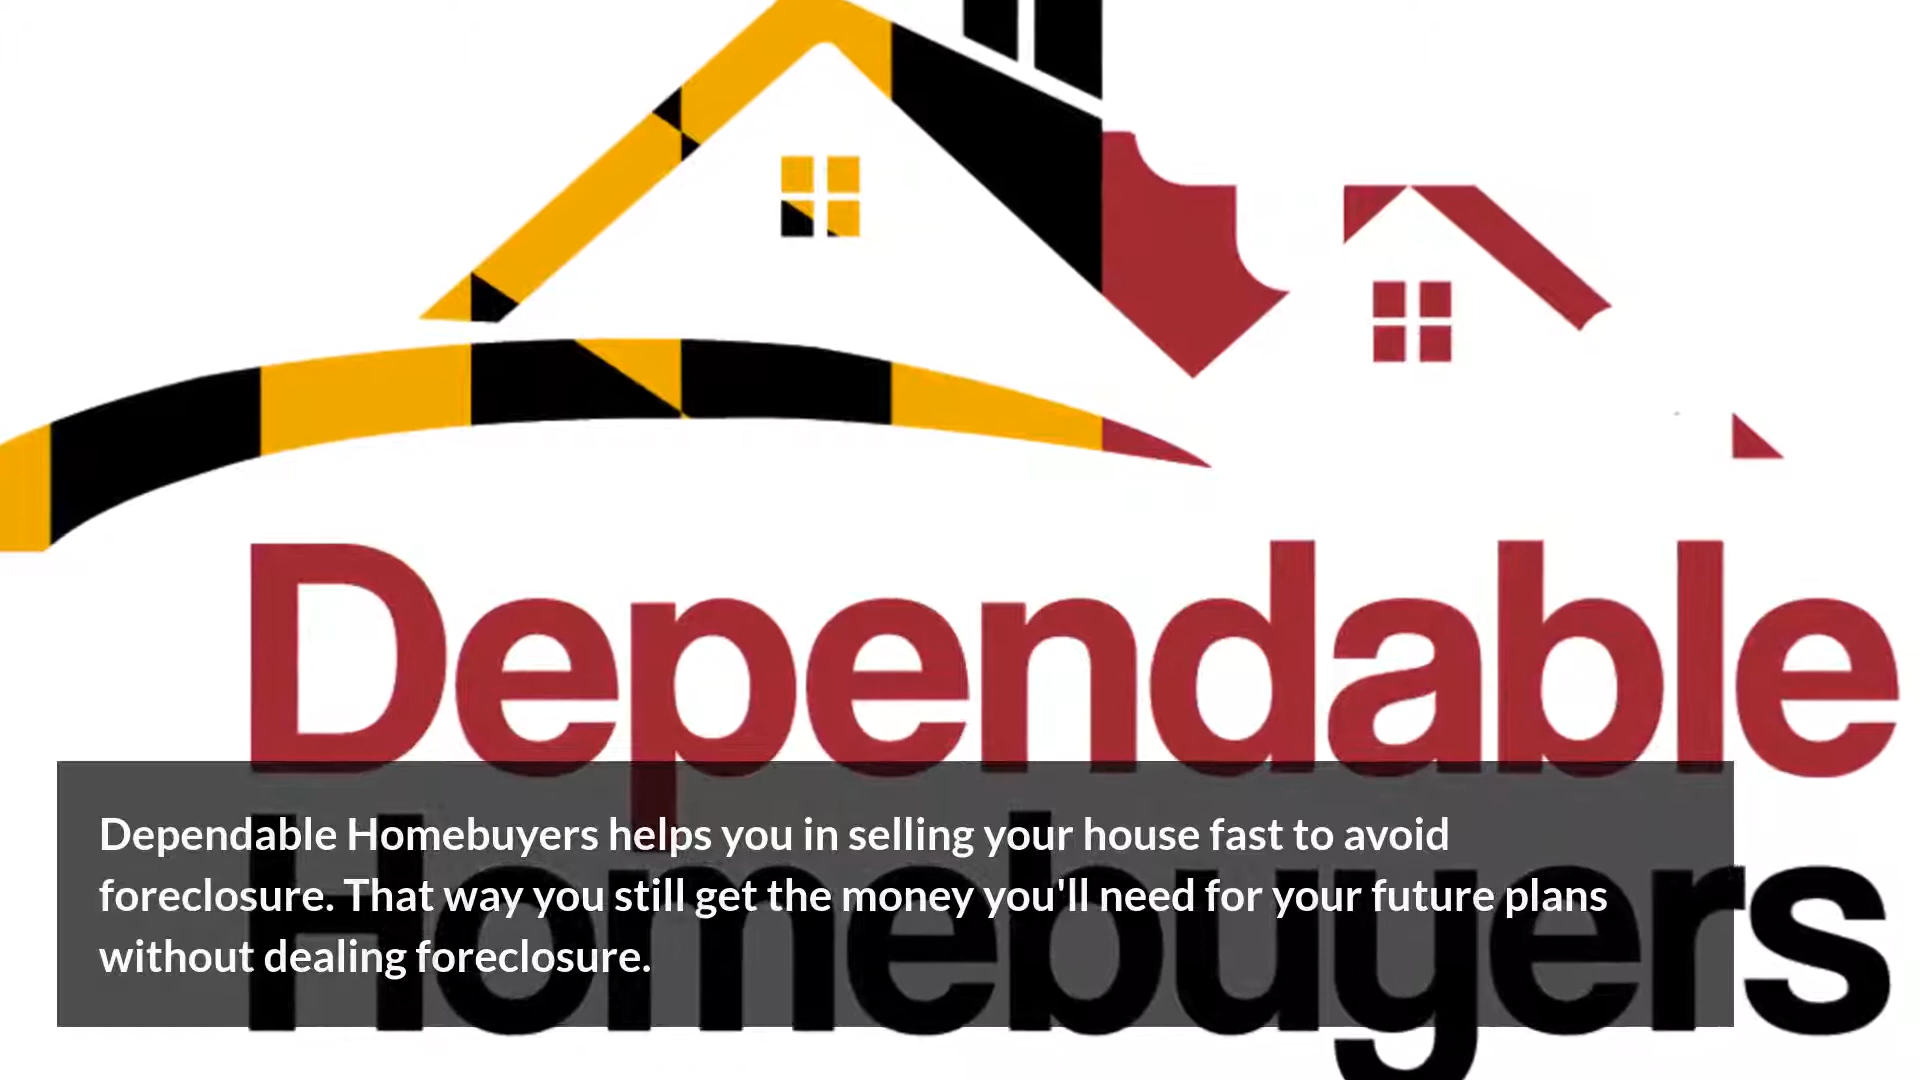 Dependable
Homebuyers
Dependable Homebuyers helps you in selling your house fast to avoid
foreclosure. That way you still get the money you'll need for your future plans
without dealing foreclosure.